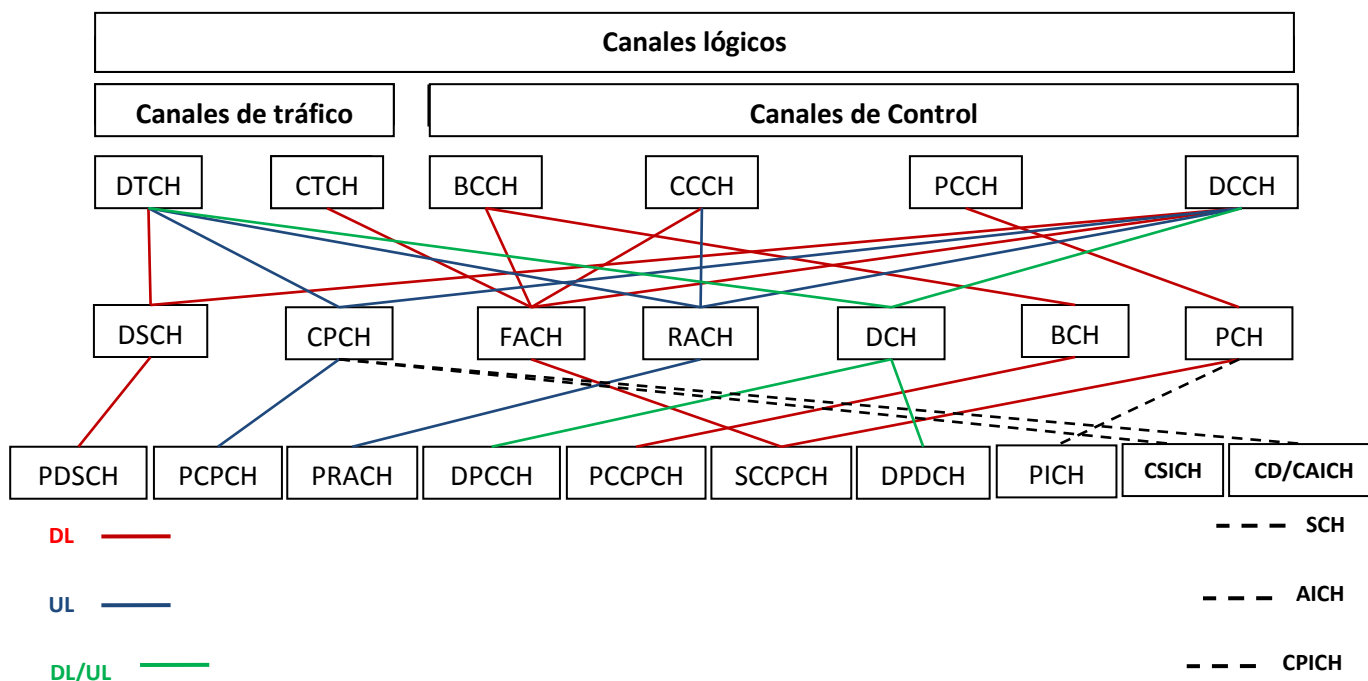 Canales lógicos
Canales de tráfico Canales de Control
DTCH CTCH BCCH CCCH PCCH DCCH
DSCH CPCH FACH RACH DCH BCH PCH
PDSCH PCPCH PRACH DPCCH PCCPCH SCCPCH DPDCH PICH CSICH CD/CAICH
DL SCH
UL AICH
DL/UL CPICH